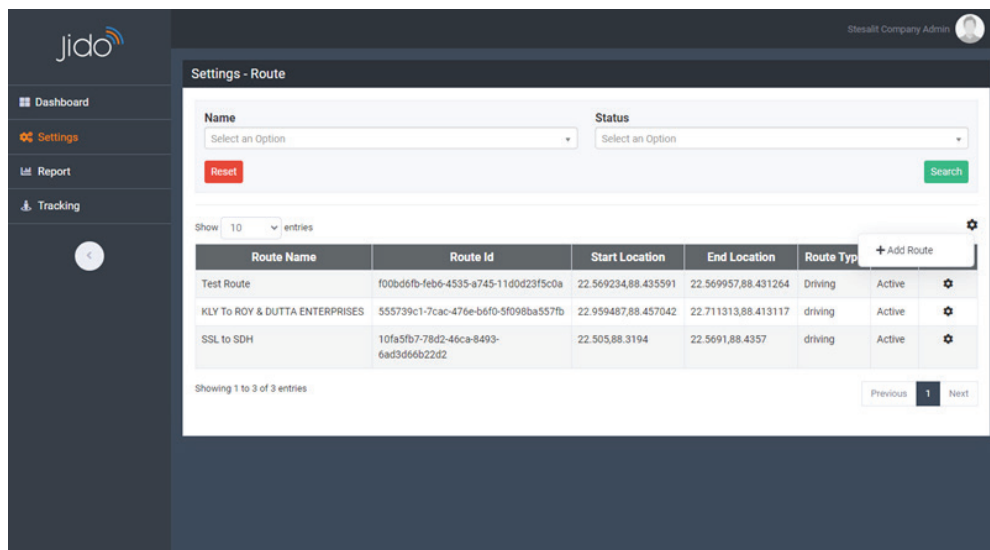 Jido
Stesalit Company Admin
Settings - Route
Dashboard
Settings
Report
Tracking
Name Status
Select an Option Select an Option
Reset Search
Show 10 entries
+ Add Route
Route Name Route Id Start Location End Location Route Typ
Test Route f00bd6fb-feb6-4535-a745-11d0d23f5c0a 22.569234,88.435591 22.569957,88.431264 Driving Active
KLY To ROY & DUTTA ENTERPRISES 555739c1-7cac-476e-b6f0-5f098ba557fb 22.959487,88.457042 22.711313,88.413117 driving Active
SSL to SDH 10fa5fb7-78d2-46ca-8493- 22.505,88.3194 22.5691,88.4357 driving Active
6ad3d66b22d2
Showing 1 to 3 of 3 entries
Previous 1 Next